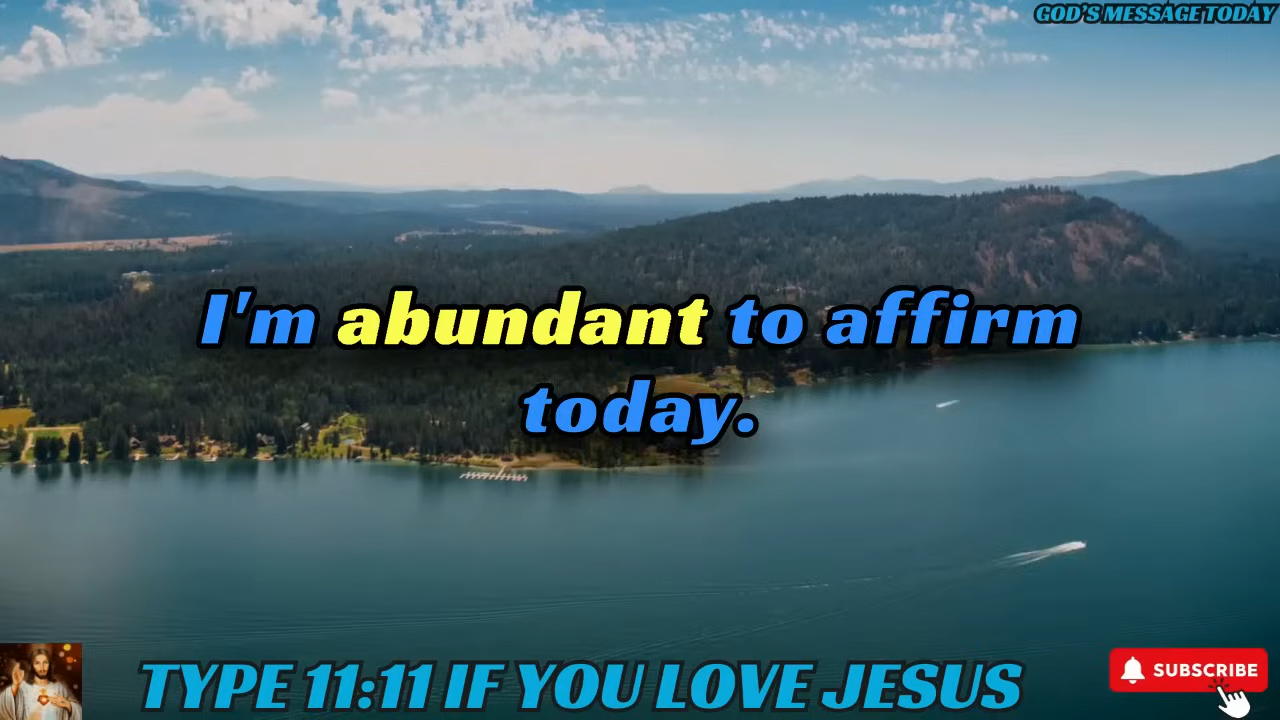 GOD'S MESSAGE TODAY
I'm abundant to affirm
today.
TYPE 11:11 IF YOU LOVE JESUS
SUBSCRIBE